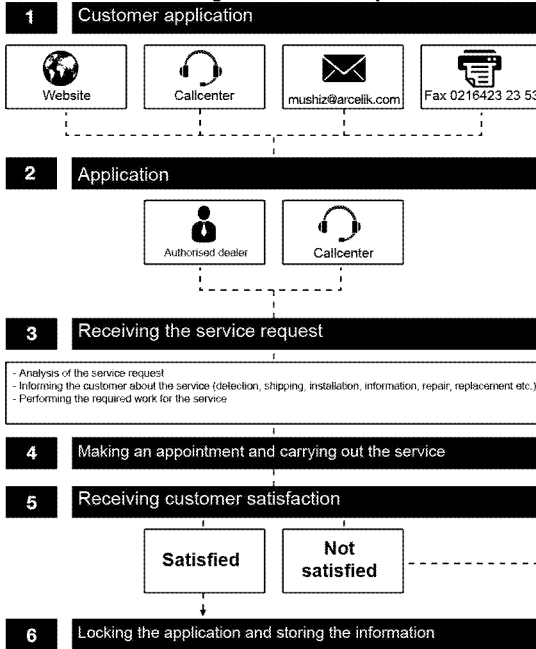 1 Customer application
Website
Callcenter
mushiz@arcelik.com
Fax 0216423 23 53
2 Application
Authorised dealer
Callcenter
3 Receiving the service request
- Analysis of the service request
- Informing the customer about the service (detection, shipping, installation, information, repair, replacement etc.)
- Performing the required work for the service
4 Making an appointment and carrying out the service
5 Receiving customer satisfaction
Satisfied
Not
satisfied
6 Locking the application and storing the information